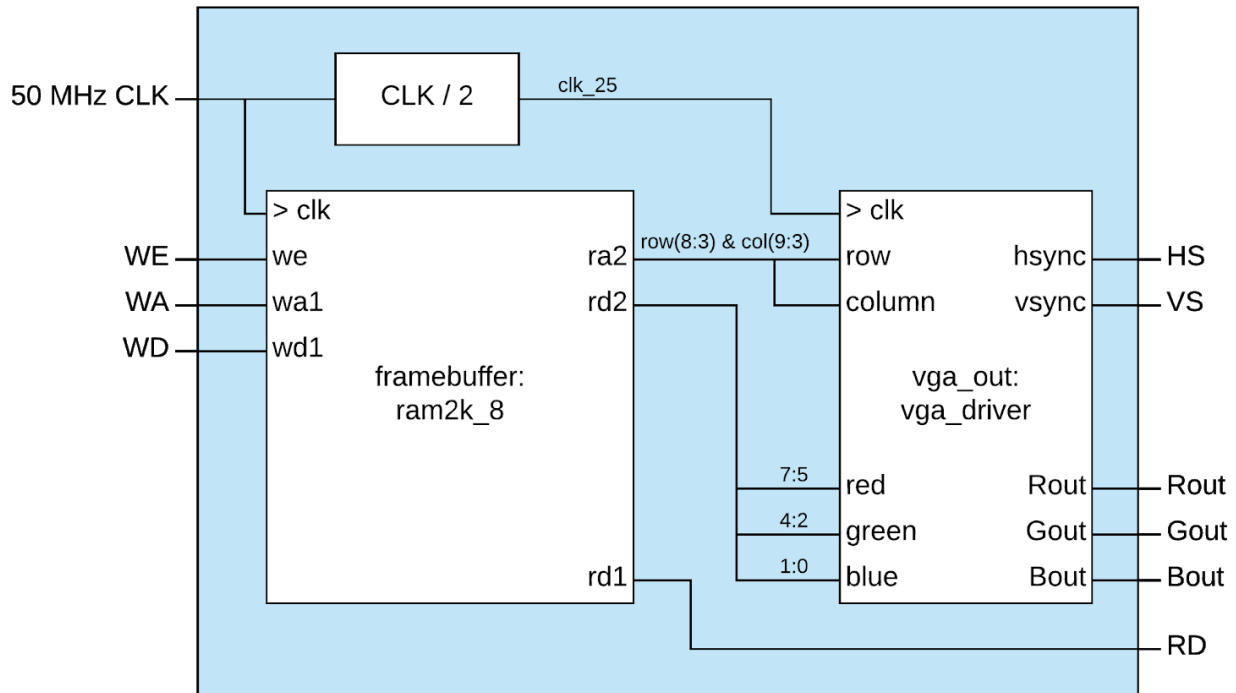 50 MHz CLK
CLK / 2
clk_25
> clk
> clk
WE
we
ra2
row(8:3) & col(9:3)
row
hsync
HS
WA
wa1
rd2
column
vsync
VS
WD
wd1
framebuffer:
ram2k_8
vga_out:
vga_driver
7:5
red
Rout
Rout
4:2
green
Gout
Gout
rd1
1:0
blue
Bout
Bout
RD